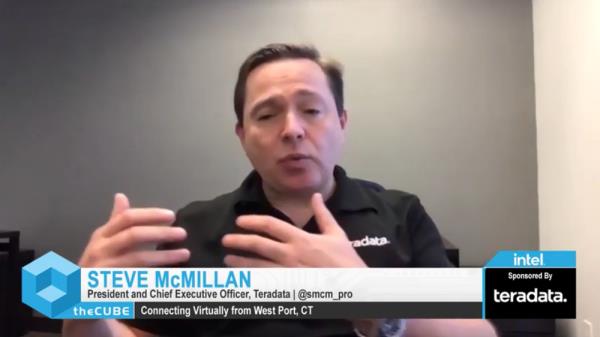 teradata.
STEVE McMILLAN
President and Chief Executive Officer, Teradata | @smcm_pro
theCUBE
Connecting Virtually from West Port, CT
intel
Sponsored By
teradata.